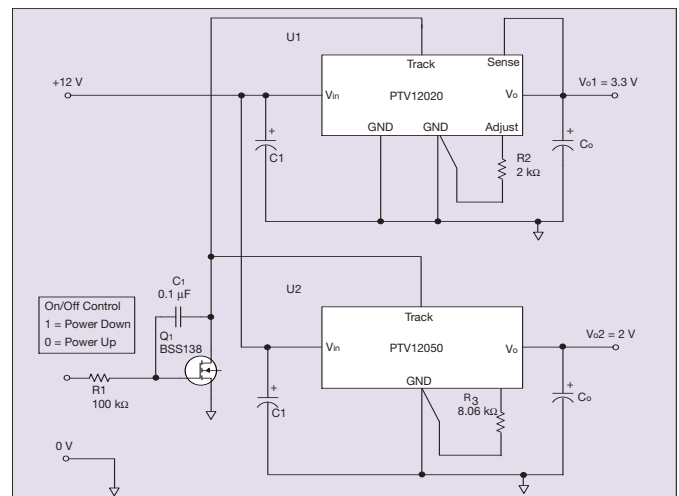 U1
Track
Sense
+12 V
Vin
PTV12020
Vo
Vo1 = 3.3 V
GND
GND
Adjust
+
C1
R2
2 kΩ
+
Co
C1
0.1 µF
U2
On/Off Control
1 = Power Down
0 = Power Up
Q1
BSS138
Track
Vin
PTV12050
Vo
Vo2 = 2 V
GND
R1
100 kΩ
+
C1
R3
8.06 kΩ
+
Co
0 V